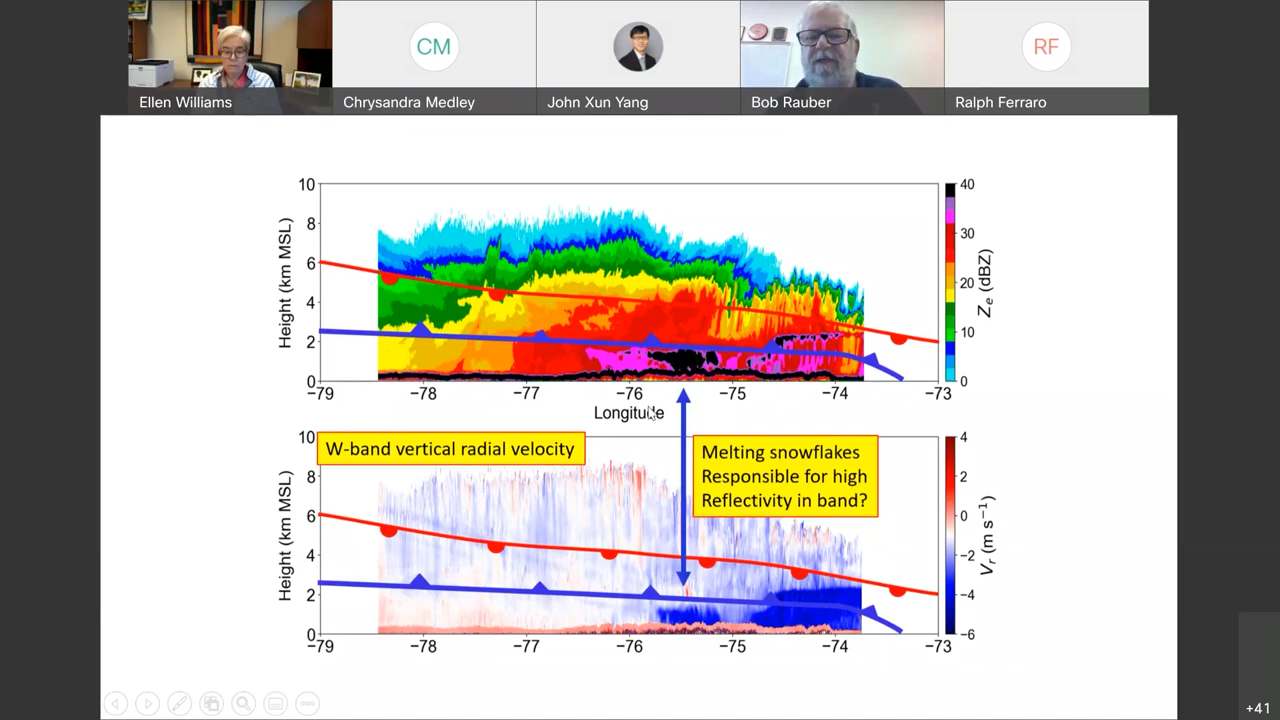 CM
RF
Ellen Williams
Chrysandra Medley
John Xun Yang
Bob Rauber
Ralph Ferraro
10
8
6
4
2
0
Height (km MSL)
−79
−78
−77
−76
−75
−74
−73
Longitude
40
30
20
10
0
Ze (dBZ)
W-band vertical radial velocity
Melting snowflakes
Responsible for high
Reflectivity in band?
10
8
6
4
2
0
Height (km MSL)
−79
−78
−77
−76
−75
−74
−73
4
2
0
−2
−4
−6
Vr (m s−1)
+41